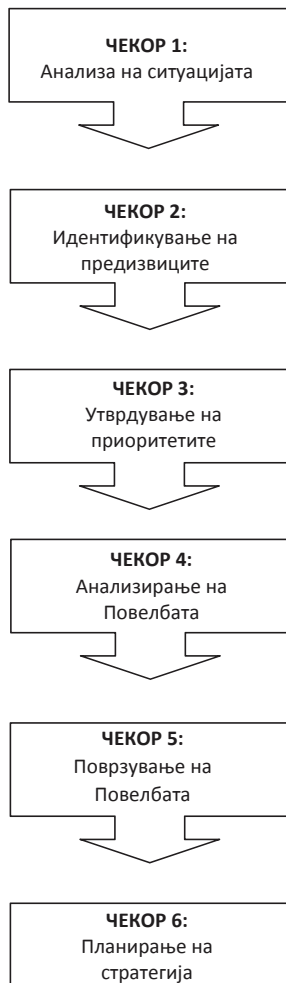 ЧЕКОР 1:
Анализа на ситуацијата
ЧЕКОР 2:
Идентификување на
предизвиците
ЧЕКОР 3:
Утврдување на
приоритетите
ЧЕКОР 4:
Анализирање на
Повелбата
ЧЕКОР 5:
Поврзување на
Повелбата
ЧЕКОР 6:
Планирање на
стратегија